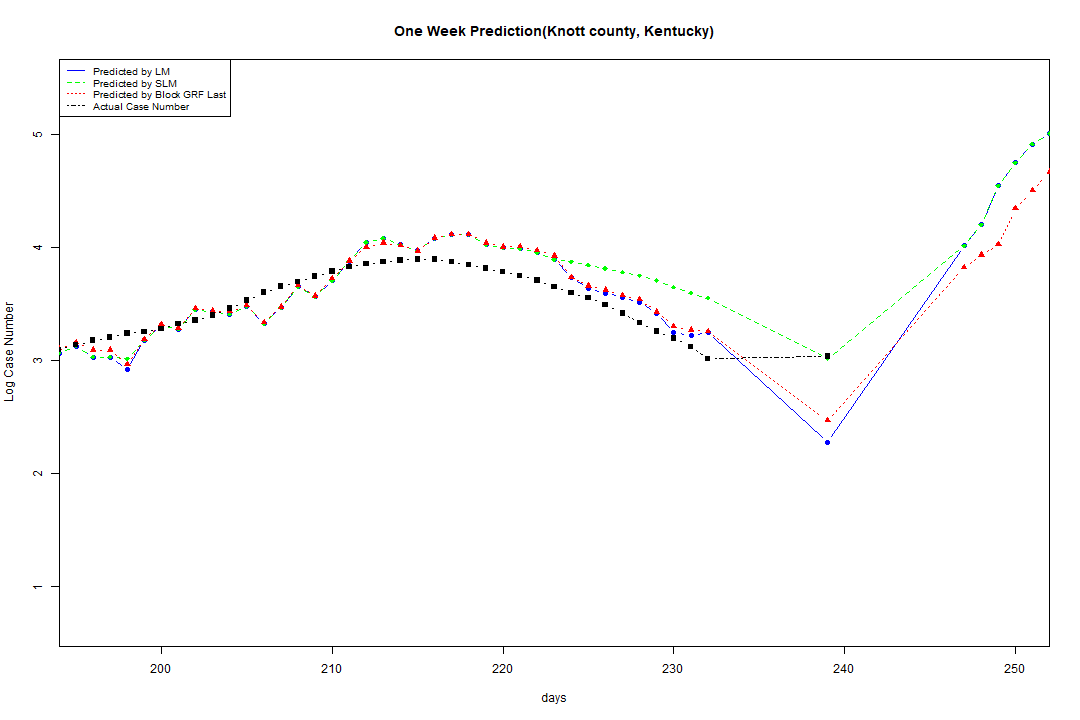 One Week Prediction(Knott county, Kentucky)
Predicted by LM
Predicted by SLM
Predicted by Block GRF Last
Actual Case Number
5
4
3
2
1
Log Case Number
200 210 220 230 240 250
days